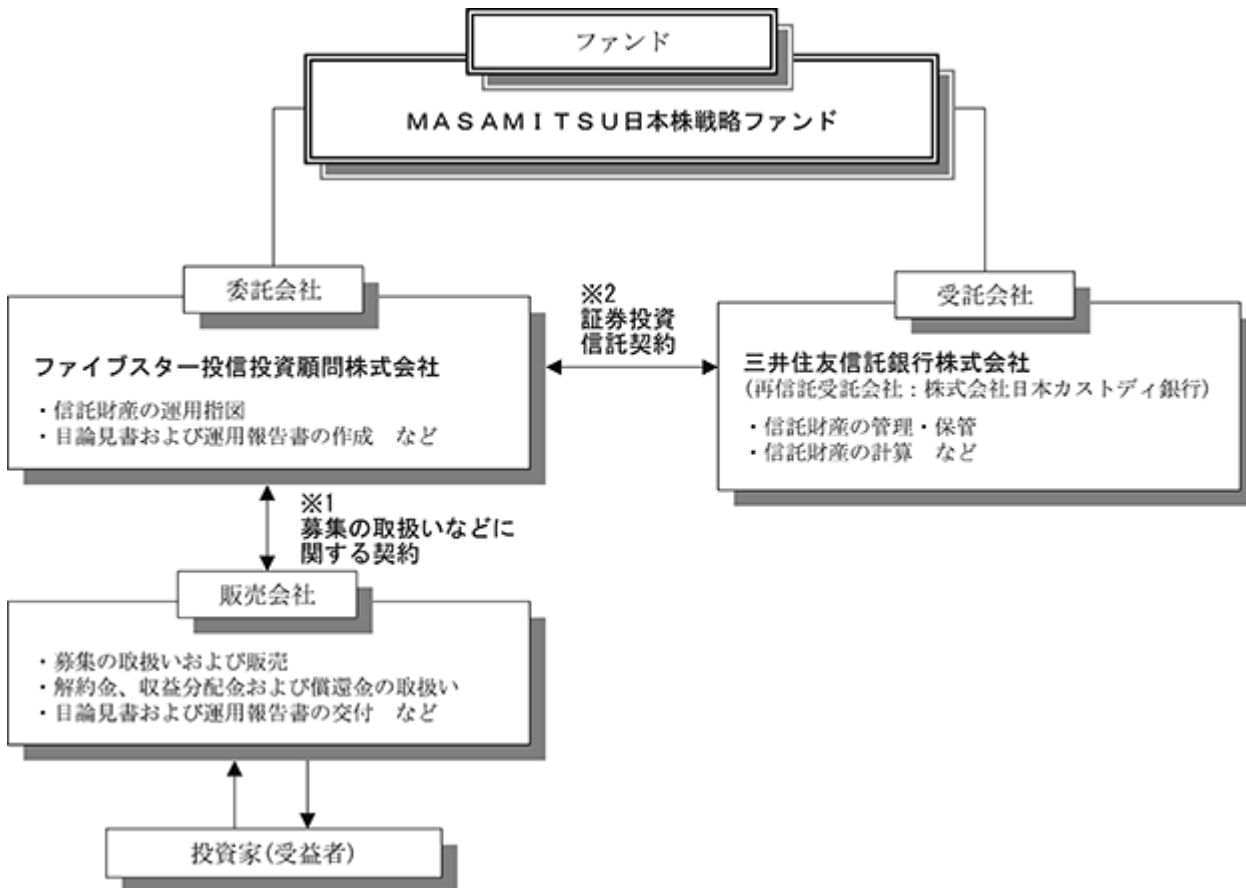 ファンド
ＭＡＳＡＭＩＴＳＵ日本株戦略ファンド
委託会社
ファイブスター投信投資顧問株式会社
・信託財産の運用指図
・目論見書および運用報告書の作成　など
※2
証券投資
信託契約
受託会社
三井住友信託銀行株式会社
(再信託受託会社：株式会社日本カストディ銀行)
・信託財産の管理・保管
・信託財産の計算　など
※1
募集の取扱いなどに
関する契約
販売会社
・募集の取扱いおよび販売
・解約金、収益分配金および償還金の取扱い
・目論見書および運用報告書の交付　など
投資家(受益者)